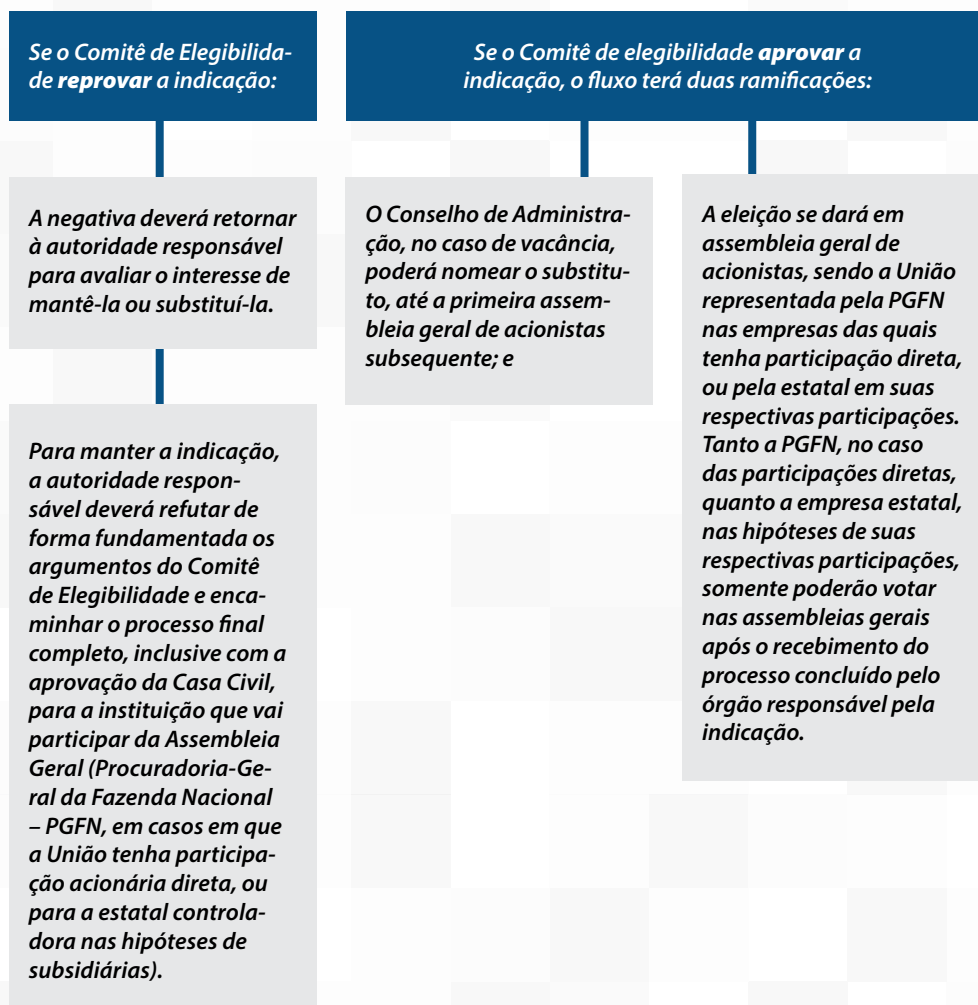 Se o Comitê de Elegibilida-
de reprovar a indicação:
A negativa deverá retornar
à autoridade responsável
para avaliar o interesse de
mantê-la ou substituí-la.
Para manter a indicação,
a autoridade respon-
sável deverá refutar de
forma fundamentada os
argumentos do Comitê
de Elegibilidade e enca-
minhar o processo final
completo, inclusive com a
aprovação da Casa Civil,
para a instituição que vai
participar da Assembleia
Geral (Procuradoria-Ge-
ral da Fazenda Nacional
– PGFN, em casos em que
a União tenha participa-
ção acionária direta, ou
para a estatal controla-
dora nas hipóteses de
subsidiárias).
Se o Comitê de elegibilidade aprovar a
indicação, o fluxo terá duas ramificações:
O Conselho de Administra-
ção, no caso de vacância,
poderá nomear o substitu-
to, até a primeira assem-
bleia geral de acionistas
subsequente; e
A eleição se dará em
assembleia geral de
acionistas, sendo a União
representada pela PGFN
nas empresas das quais
tenha participação direta,
ou pela estatal em suas
respectivas participações.
Tanto a PGFN, no caso
das participações diretas,
quanto a empresa estatal,
nas hipóteses de suas
respectivas participações,
somente poderão votar
nas assembleias gerais
após o recebimento do
processo concluído pelo
órgão responsável pela
indicação.